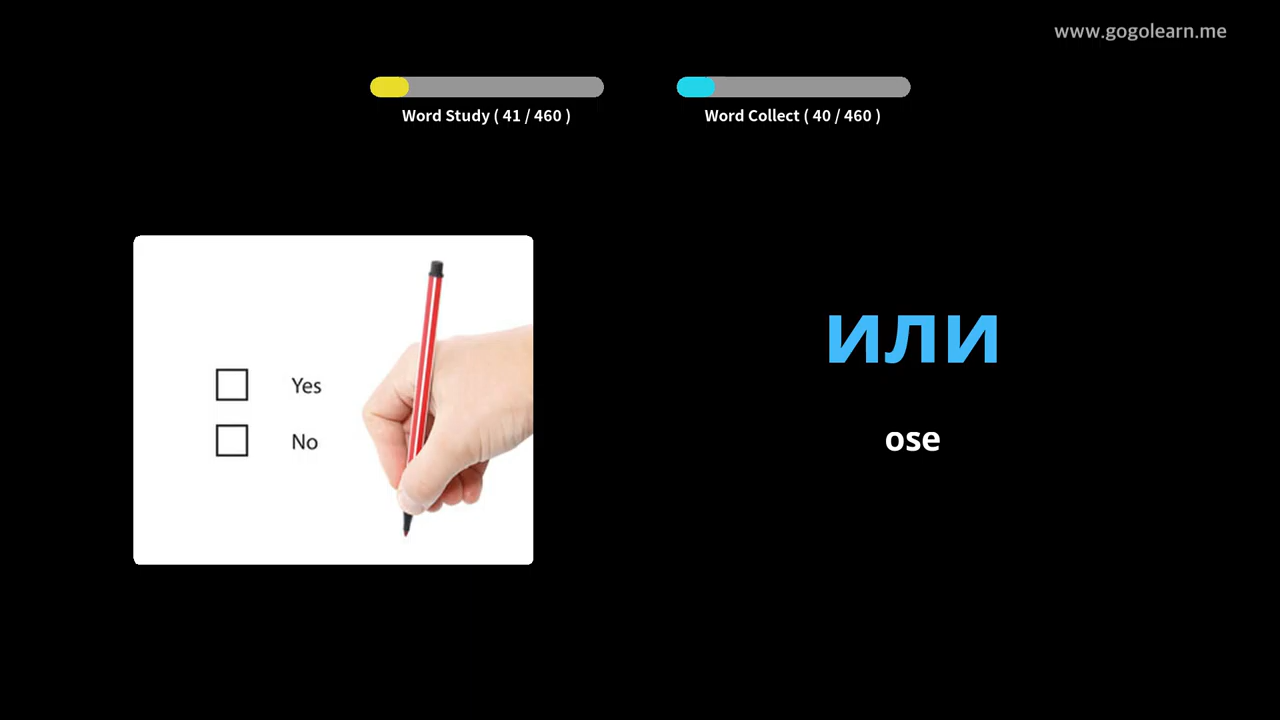 www.gogolearn.me
Word Study ( 41 / 460 )
Word Collect ( 40 / 460 )
Yes
No
или
ose